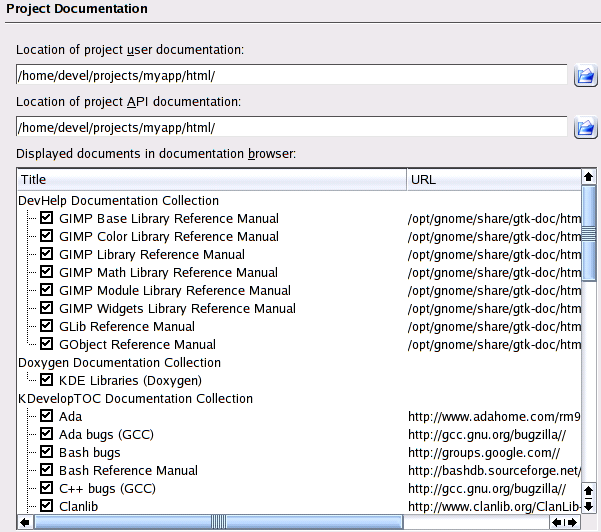 Project Documentation
Location of project user documentation:
/home/devel/projects/myapp/html/
Location of project API documentation:
/home/devel/projects/myapp/html/
Displayed documents in documentation browser:
Title URL
DevHelp Documentation Collection
GIMP Base Library Reference Manual /opt/gnome/share/gtk-doc/htm
GIMP Color Library Reference Manual /opt/gnome/share/gtk-doc/htm
GIMP Library Reference Manual /opt/gnome/share/gtk-doc/htm
GIMP Math Library Reference Manual /opt/gnome/share/gtk-doc/htm
GIMP Module Library Reference Manual /opt/gnome/share/gtk-doc/htm
GIMP Widgets Library Reference Manual /opt/gnome/share/gtk-doc/htm
GLib Reference Manual /opt/gnome/share/gtk-doc/htm
GObject Reference Manual /opt/gnome/share/gtk-doc/htm
Doxygen Documentation Collection
KDE Libraries (Doxygen)
KDevelopTOC Documentation Collection
Ada http://www.adahome.com/rm9
Ada bugs (GCC) http://gcc.gnu.org/bugzilla//
Bash bugs http://groups.google.com//
Bash Reference Manual http://bashdb.sourceforge.net/
C++ bugs (GCC) http://gcc.gnu.org/bugzilla//
Clanlib http://www.clanlib.org/ClanLib-